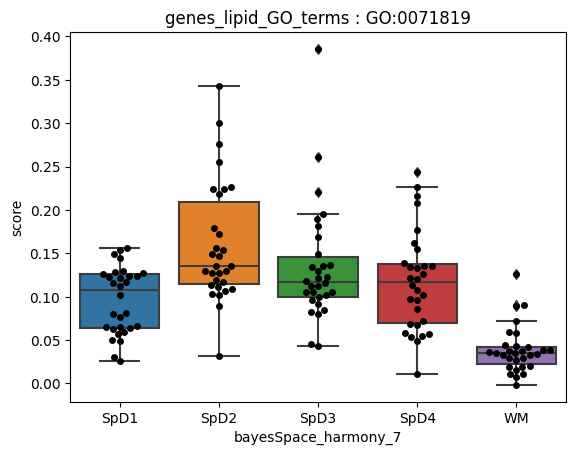 genes_lipid_GO_terms : GO:0071819
0.40
0.35
0.30
0.25
0.20
0.15
0.10
0.05
0.00
score
SpD1 SpD2 SpD3 SpD4 WM
bayesSpace_harmony_7